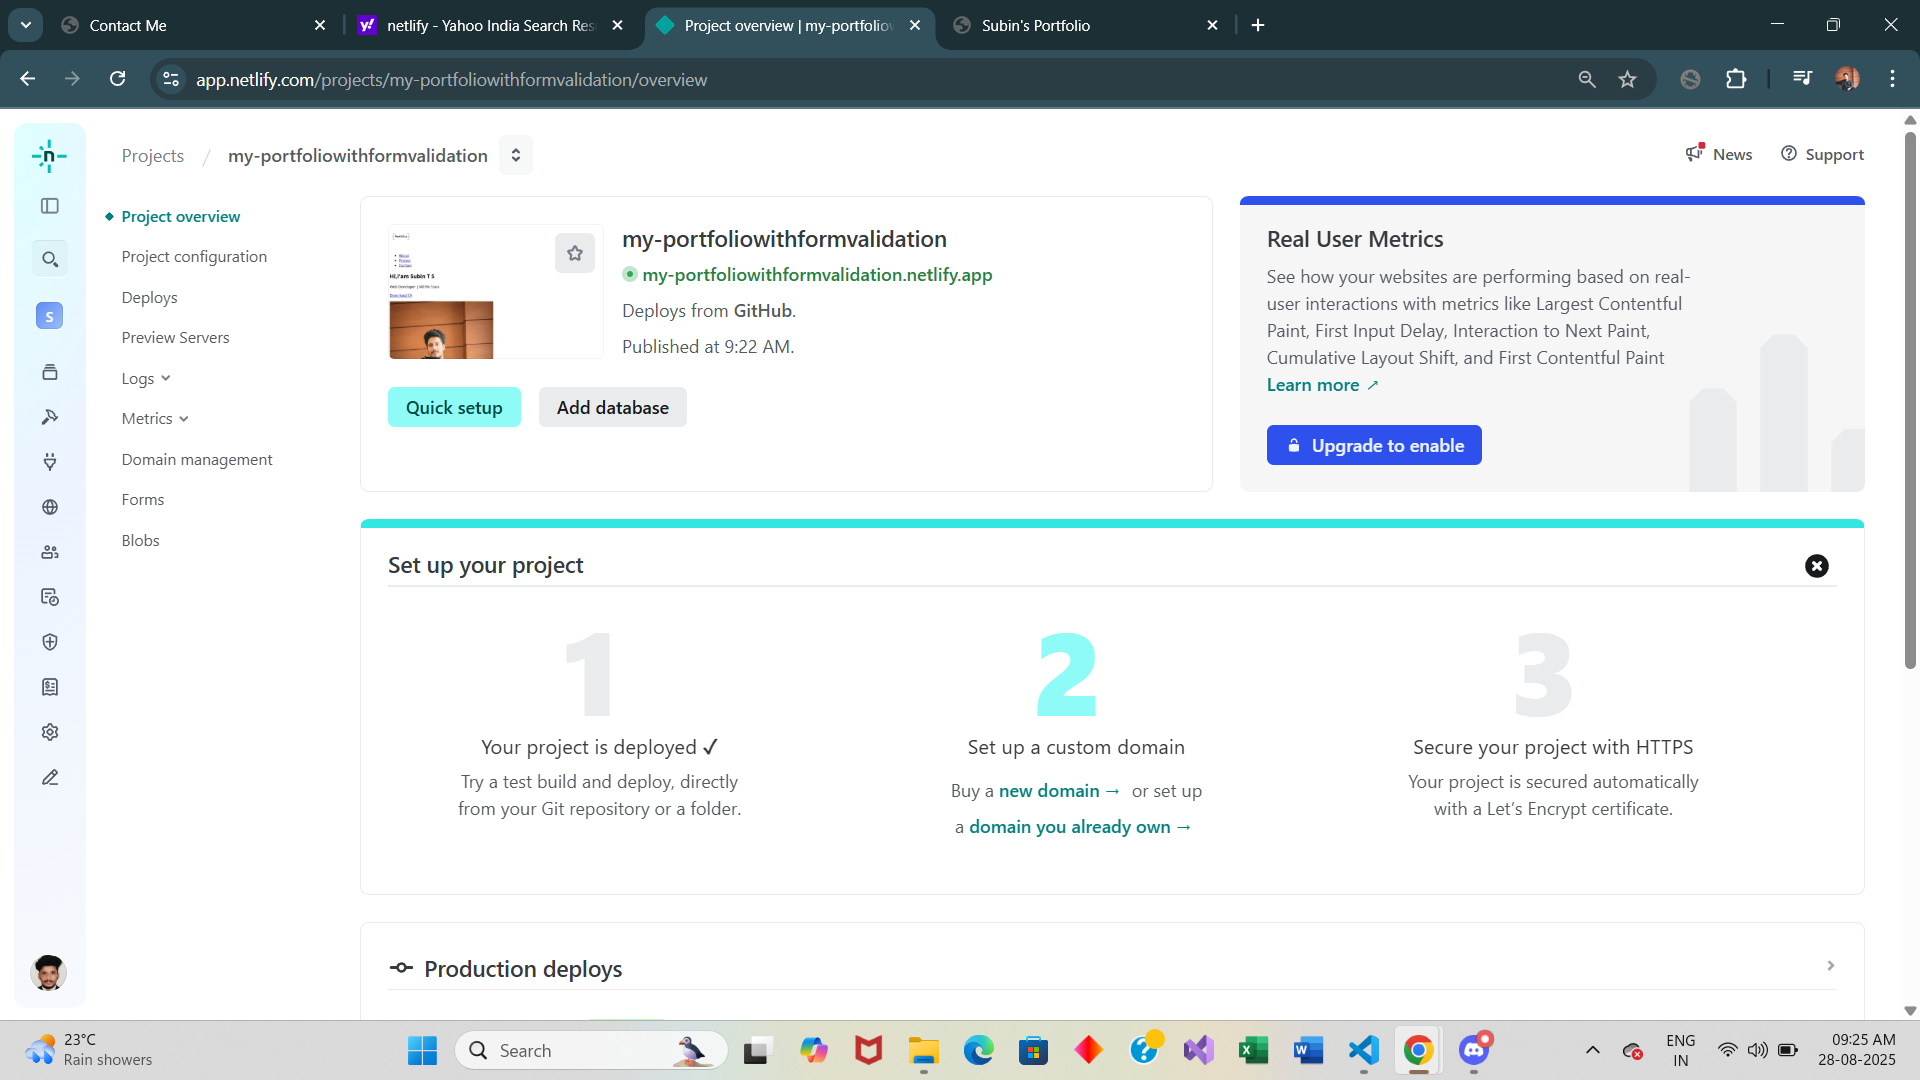 Contact Me
netlify - Yahoo India Search Res
Project overview | my-portfoliow
Subin's Portfolio
app.netlify.com/projects/my-portfoliowithformvalidation/overview
Projects / my-portfoliowithformvalidation
News
Support
Project overview
Project configuration
Deploys
Preview Servers
Logs
Metrics
Domain management
Forms
Blobs
S
Hi,I'am Subin T S
my-portfoliowithformvalidation
my-portfoliowithformvalidation.netlify.app
Deploys from GitHub.
Published at 9:22 AM.
Quick setup
Add database
Real User Metrics
See how your websites are performing based on real-
user interactions with metrics like Largest Contentful
Paint, First Input Delay, Interaction to Next Paint,
Cumulative Layout Shift, and First Contentful Paint
Learn more ↗
Upgrade to enable
Set up your project
1
Your project is deployed ✓
Try a test build and deploy, directly
from your Git repository or a folder.
2
Set up a custom domain
Buy a new domain → or set up
a domain you already own →
3
Secure your project with HTTPS
Your project is secured automatically
with a Let's Encrypt certificate.
Production deploys
23°C
Rain showers
Search
ENG
IN
09:25 AM
28-08-2025